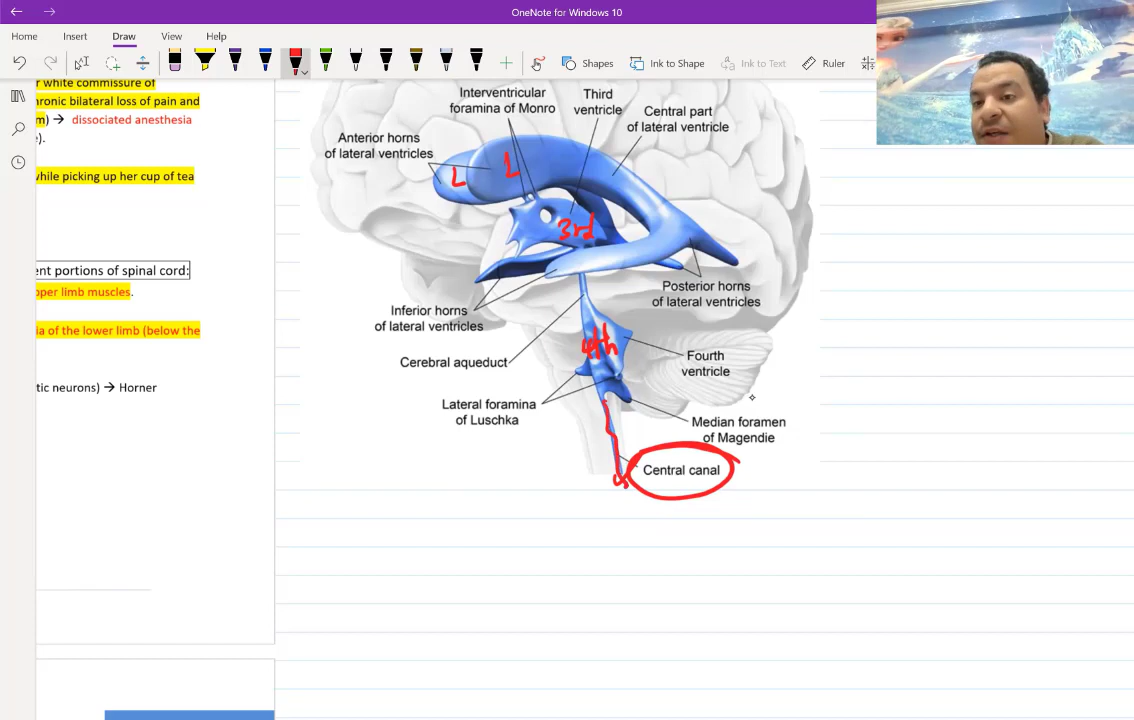 OneNote for Windows 10
Home Insert Draw View Help
Shapes Ink to Shape Ink to Text Ruler
r white commissure of
hronic bilateral loss of pain and
m) → dissociated anesthesia
e).
while picking up her cup of tea
ent portions of spinal cord:
pper limb muscles.
ia of the lower limb (below the
tic neurons) → Horner
Interventricular
foramina of Monro
Third
ventricle
Central part
of lateral ventricle
Anterior horns
of lateral ventricles
L L
3rd
Posterior horns
of lateral ventricles
Inferior horns
of lateral ventricles
4th
Cerebral aqueduct
Fourth
ventricle
Lateral foramina
of Luschka
Median foramen
of Magendie
Central canal